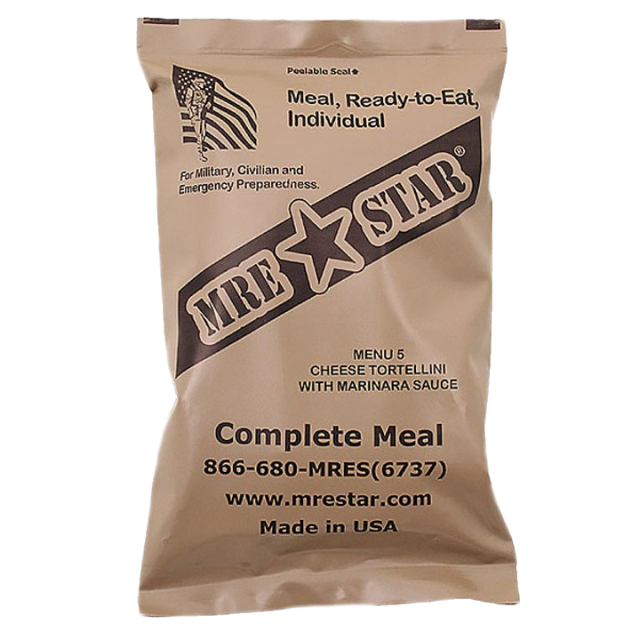 Peelable Seal
Meal, Ready-to-Eat,
Individual
For Military, Civilian and
Emergency Preparedness.
MRE STAR®
MENU 5
CHEESE TORTELLINI
WITH MARINARA SAUCE
Complete Meal
866-680-MRES(6737)
www.mrestar.com
Made in USA